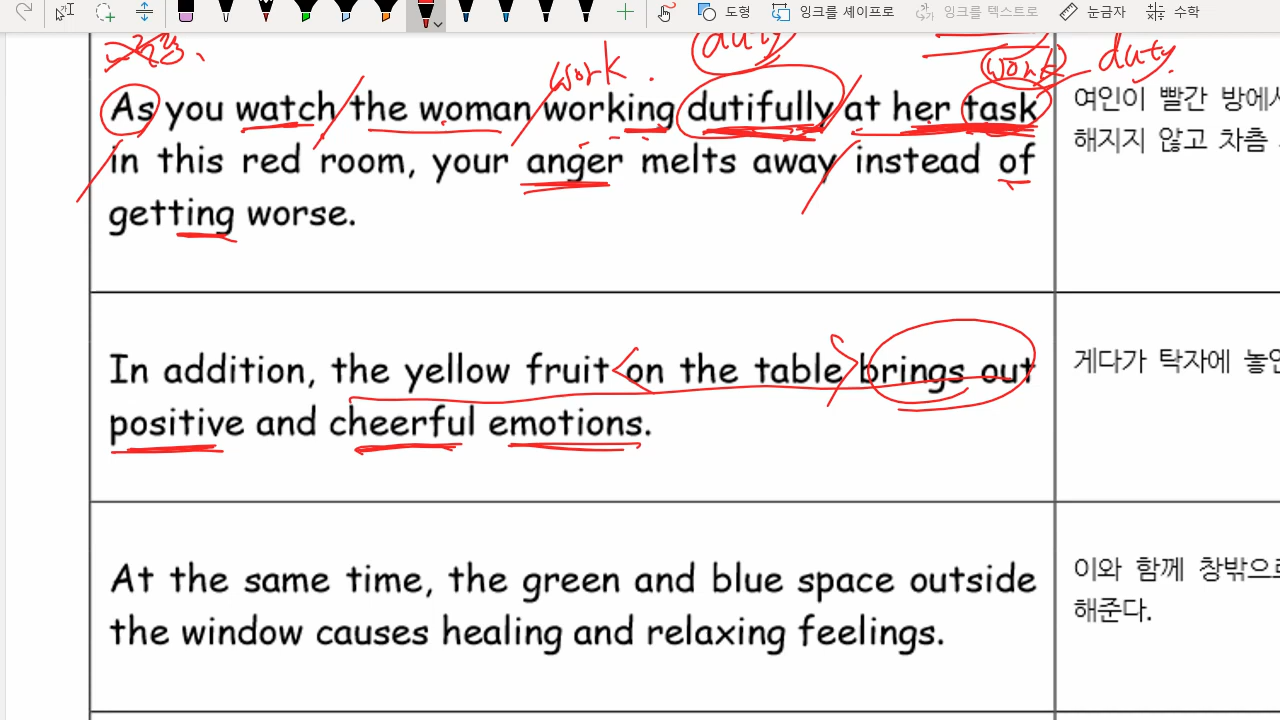 도형 잉크를 셰이프로 잉크를 텍스트로 눈금자 수학
duty
work. work duty
As you watch the woman working dutifully at her task
in this red room, your anger melts away instead of
getting worse.
여인이 빨간 방에서
해지지 않고 차츰
In addition, the yellow fruit on the table brings out
positive and cheerful emotions.
게다가 탁자에 놓인
At the same time, the green and blue space outside
the window causes healing and relaxing feelings.
이와 함께 창밖으로
해준다.